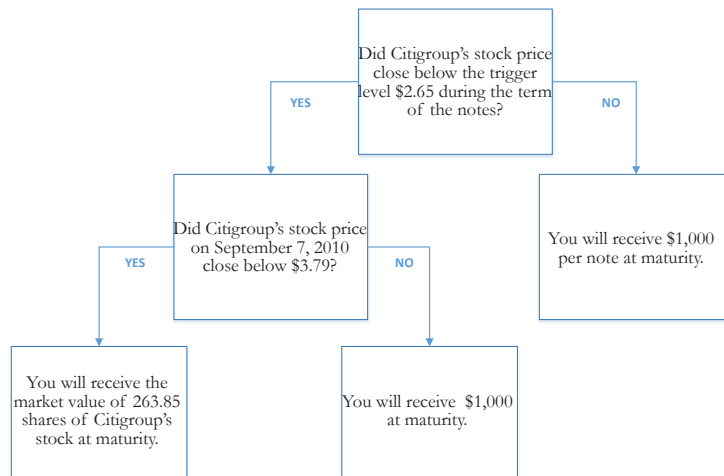 Did Citigroup's stock price
close below the trigger
level $2.65 during the term
of the notes?
YES
NO
Did Citigroup's stock price
on September 7, 2010
close below $3.79?
You will receive $1,000
per note at maturity.
YES
NO
You will receive the
market value of 263.85
shares of Citigroup's
stock at maturity.
You will receive $1,000
at maturity.